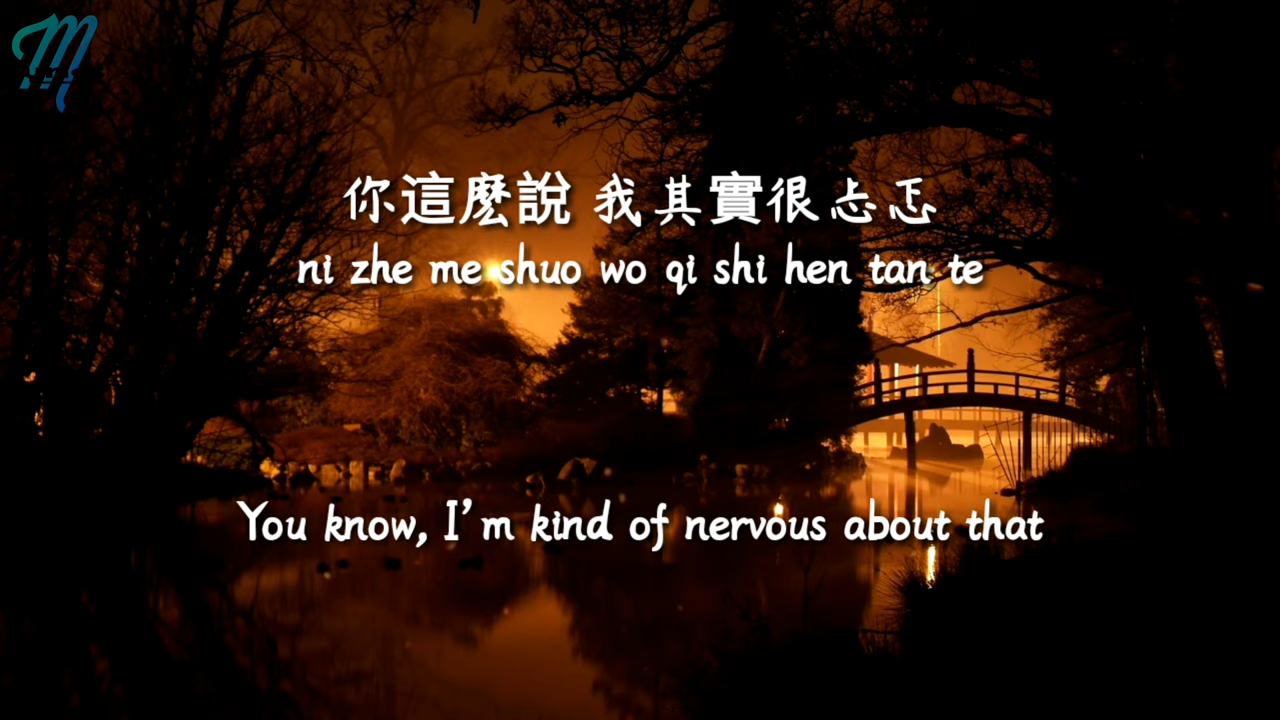 你這麼說 我其實很忐忑
ni zhe me shuo wo qi shi hen tan te
You know, I'm kind of nervous about that